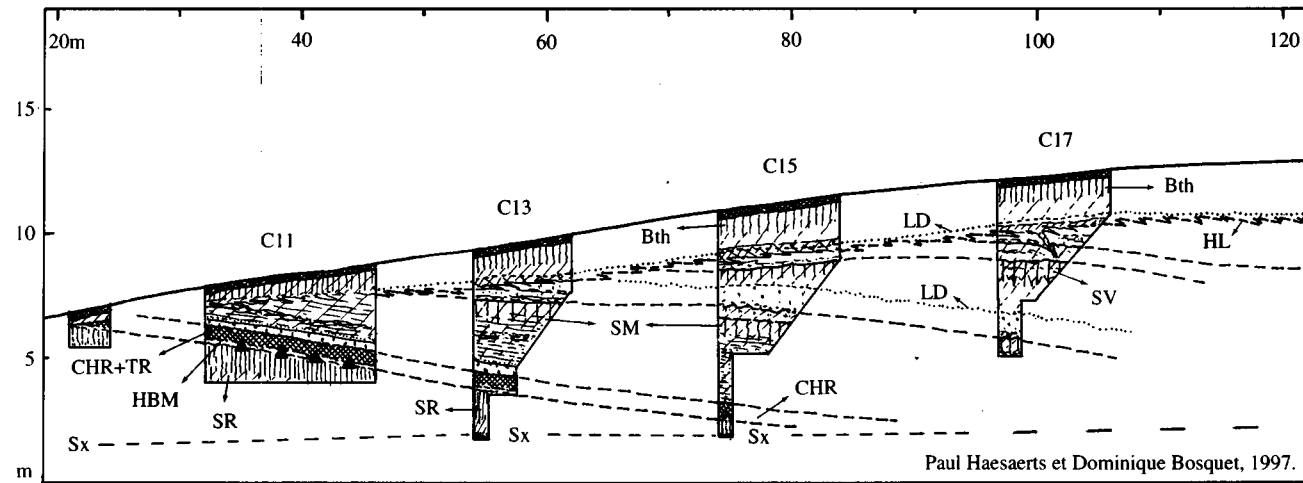 20m 40 60 80 100 120
15
C17
C15
Bth
C13
LD
10
Bth
HL
C11
LD
SV
SM
CHR+TR
5
HBM
CHR
SR
SR
Sx
Sx
Sx
m
Paul Haesaerts et Dominique Bosquet, 1997.